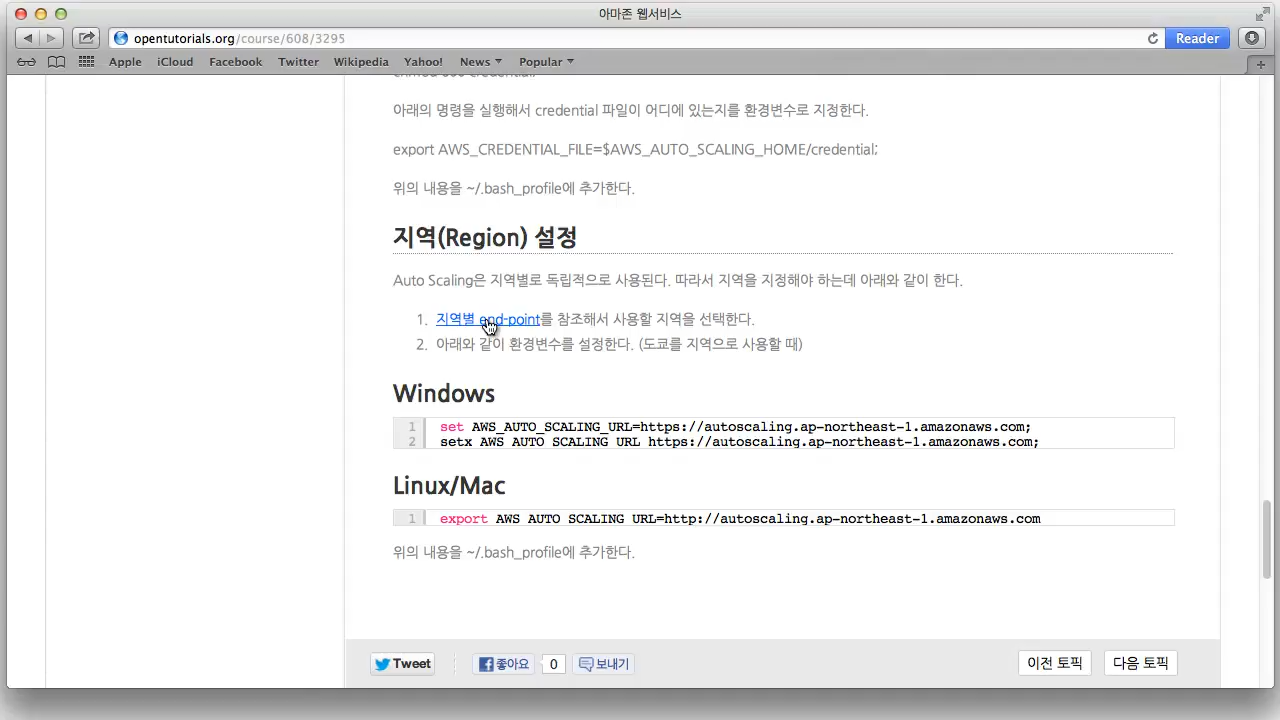 아마존 웹서비스
opentutorials.org/course/608/3295
Reader
Apple iCloud Facebook Twitter Wikipedia Yahoo! News Popular
chmod 600 credential;
아래의 명령을 실행해서 credential 파일이 어디에 있는지를 환경변수로 지정한다.
export AWS_CREDENTIAL_FILE=$AWS_AUTO_SCALING_HOME/credential;
위의 내용을 ~/.bash_profile에 추가한다.
지역(Region) 설정
Auto Scaling은 지역별로 독립적으로 사용된다. 따라서 지역을 지정해야 하는데 아래와 같이 한다.
1. 지역별 end-point를 참조해서 사용할 지역을 선택한다.
2. 아래와 같이 환경변수를 설정한다. (도쿄를 지역으로 사용할 때)
Windows
1 set AWS_AUTO_SCALING_URL=https://autoscaling.ap-northeast-1.amazonaws.com;
2 setx AWS_AUTO_SCALING_URL https://autoscaling.ap-northeast-1.amazonaws.com;
Linux/Mac
1 export AWS_AUTO_SCALING_URL=http://autoscaling.ap-northeast-1.amazonaws.com
위의 내용을 ~/.bash_profile에 추가한다.
Tweet 좋아요 0 보내기 이전 토픽 다음 토픽